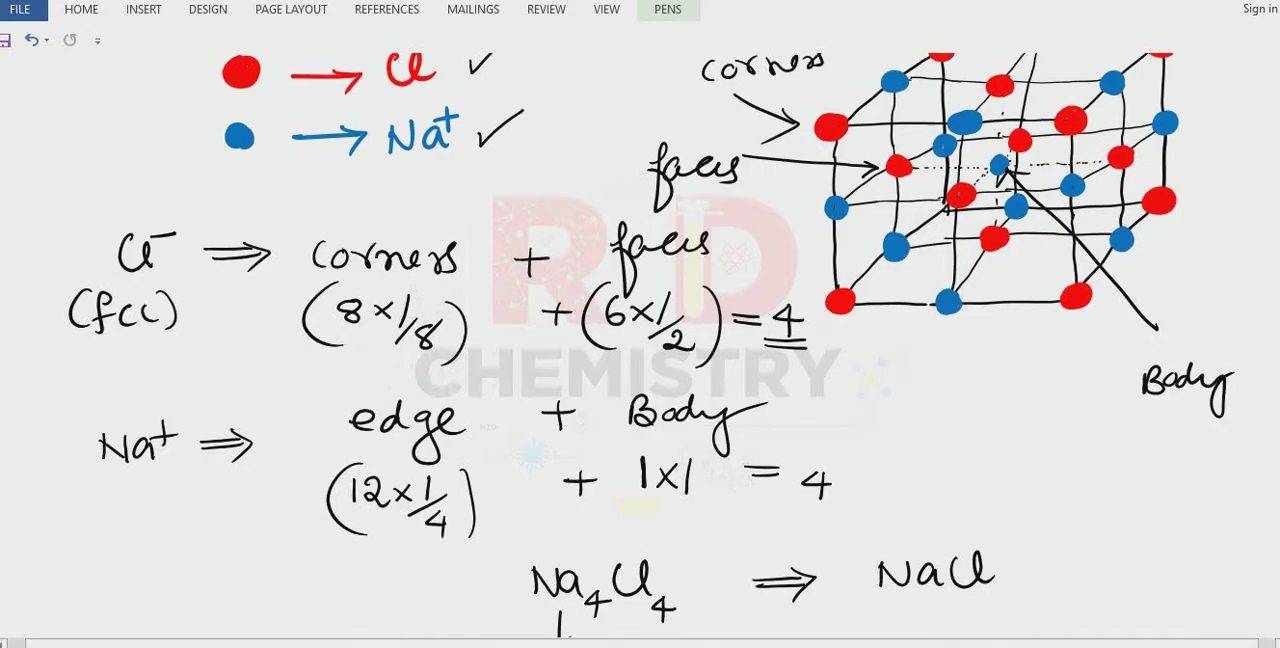 FILE HOME INSERT DESIGN PAGE LAYOUT REFERENCES MAILINGS REVIEW VIEW PENS Sign in
Cl ✓
Na⁺ ✓
corners
faces
Cl⁻ ⇒ corners + faces
(fcc) (8×1/8) + (6×1/2) = 4
RD
CHEMISTRY
Body
Na⁺ ⇒ edge + Body
(12×1/4) + 1×1 = 4
Na₄Cl₄ ⇒ NaCl